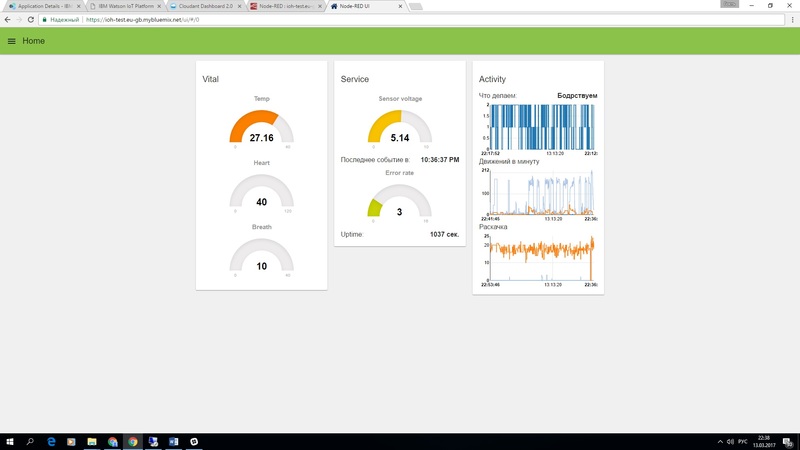 Application Details - IBM
IBM Watson IoT Platform
Cloudant Dashboard 2.0
Node-RED : ioh-test.eu-
Node-RED UI
Надежный
https://ioh-test.eu-gb.mybluemix.net/ui/#/0
Home
Vital
Temp
27.16
0
40
Heart
40
0
100
Breath
10
0
40
Service
Sensor voltage
5.14
0
10
Последнее событие в:
10:36:37 PM
Error rate
3
0
Uptime
1037 сек.
Activity
Что делаем
Бодрствуем
2
1.5
1
0.5
0
22:17:52
13:13:20
22:12:
Движений в минуту
212
100
0
22:41:46
13:13:20
22:36:
Раскачка
25
20
10
0
22:53:46
13:13:20
22:36:
РУС
22:38
13.03.2017